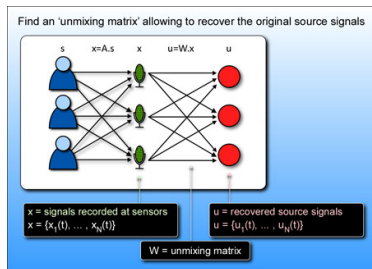 Find an 'unmixing matrix' allowing to recover the original source signals
s x=A.s x u=W.x u
x = signals recorded at sensors
x = {x1(t), ... , xN(t)}
u = recovered source signals
u = {u1(t), ... , uN(t)}
W = unmixing matrix